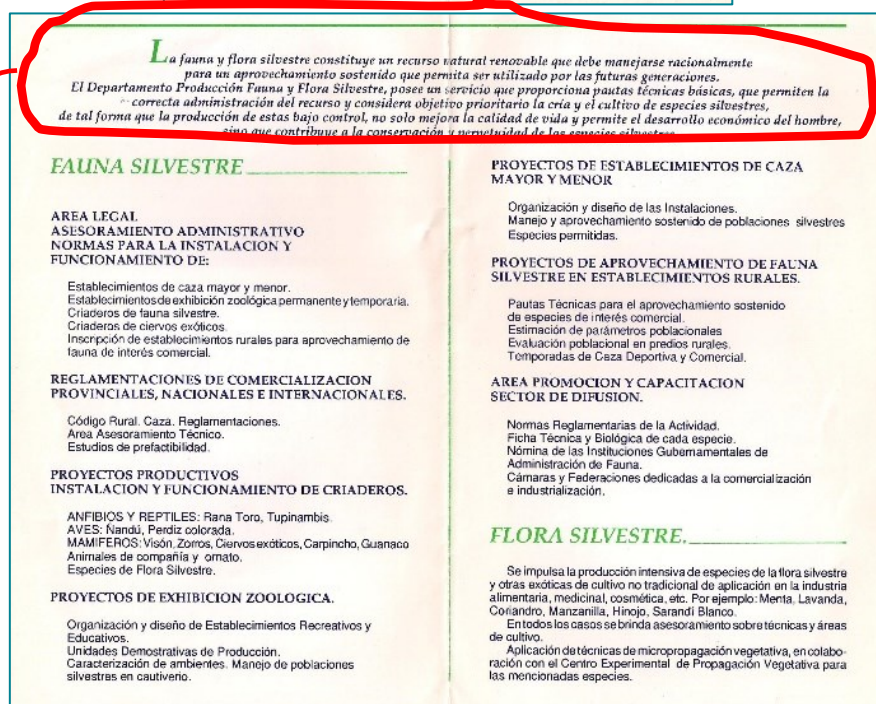 La fauna y flora silvestre constituye un recurso natural renovable que debe manejarse racionalmente
para un aprovechamiento sostenido que permita ser utilizado por las futuras generaciones.
El Departamento Producción Fauna y Flora Silvestre, posee un servicio que proporciona pautas técnicas básicas, que permiten la
correcta administración del recurso y considera objetivo prioritario la cría y el cultivo de especies silvestres,
de tal forma que la producción de estas bajo control, no solo mejora la calidad de vida y permite el desarrollo económico del hombre,
sino que contribuye a la conservación y perpetuidad de las especies silvestres
FAUNA SILVESTRE
AREA LEGAL
ASESORAMIENTO ADMINISTRATIVO
NORMAS PARA LA INSTALACION Y
FUNCIONAMIENTO DE:
Establecimientos de caza mayor y menor.
Establecimientos de exhibición zoológica permanente y temporaria.
Criaderos de fauna silvestre.
Criaderos de ciervos exóticos.
Inscripción de establecimientos rurales para aprovechamiento de
fauna de interés comercial.
REGLAMENTACIONES DE COMERCIALIZACION
PROVINCIALES, NACIONALES E INTERNACIONALES.
Código Rural. Caza. Reglamentaciones.
Area Asesoramiento Técnico.
Estudios de prefactibilidad.
PROYECTOS PRODUCTIVOS
INSTALACION Y FUNCIONAMIENTO DE CRIADEROS.
ANFIBIOS Y REPTILES: Rana Toro, Tupinambis.
AVES: Ñandú, Perdiz colorada.
MAMIFEROS: Visón, Zorros, Ciervos exóticos, Carpincho, Guanaco
Animales de compañía y ornato.
Especies de Flora Silvestre.
PROYECTOS DE EXHIBICION ZOOLOGICA.
Organización y diseño de Establecimientos Recreativos y
Educativos.
Unidades Demostrativas de Producción.
Caracterización de ambientes. Manejo de poblaciones
silvestres en cautiverio.
PROYECTOS DE ESTABLECIMIENTOS DE CAZA
MAYOR Y MENOR
Organización y diseño de las Instalaciones.
Manejo y aprovechamiento sostenido de poblaciones silvestres
Especies permitidas.
PROYECTOS DE APROVECHAMIENTO DE FAUNA
SILVESTRE EN ESTABLECIMIENTOS RURALES.
Pautas Técnicas para el aprovechamiento sostenido
de especies de interés comercial.
Estimación de parámetros poblacionales
Evaluación poblacional en predios rurales.
Temporadas de Caza Deportiva y Comercial.
AREA PROMOCION Y CAPACITACION
SECTOR DE DIFUSION.
Normas Reglamentarias de la Actividad.
Ficha Técnica y Biológica de cada especie.
Nómina de las Instituciones Gubernamentales de
Administración de Fauna.
Cámaras y Federaciones dedicadas a la comercialización
e industrialización.
FLORA SILVESTRE.
Se impulsa la producción intensiva de especies de la flora silvestre
y otras exóticas de cultivo no tradicional de aplicación en la industria
alimentaria, medicinal, cosmética, etc. Por ejemplo: Menta, Lavanda,
Coriandro, Manzanilla, Hinojo, Sarandí Blanco.
En todos los casos se brinda asesoramiento sobre técnicas y áreas
de cultivo.
Aplicación de técnicas de micropropagación vegetativa, en colabo-
ración con el Centro Experimental de Propagación Vegetativa para
las mencionadas especies.